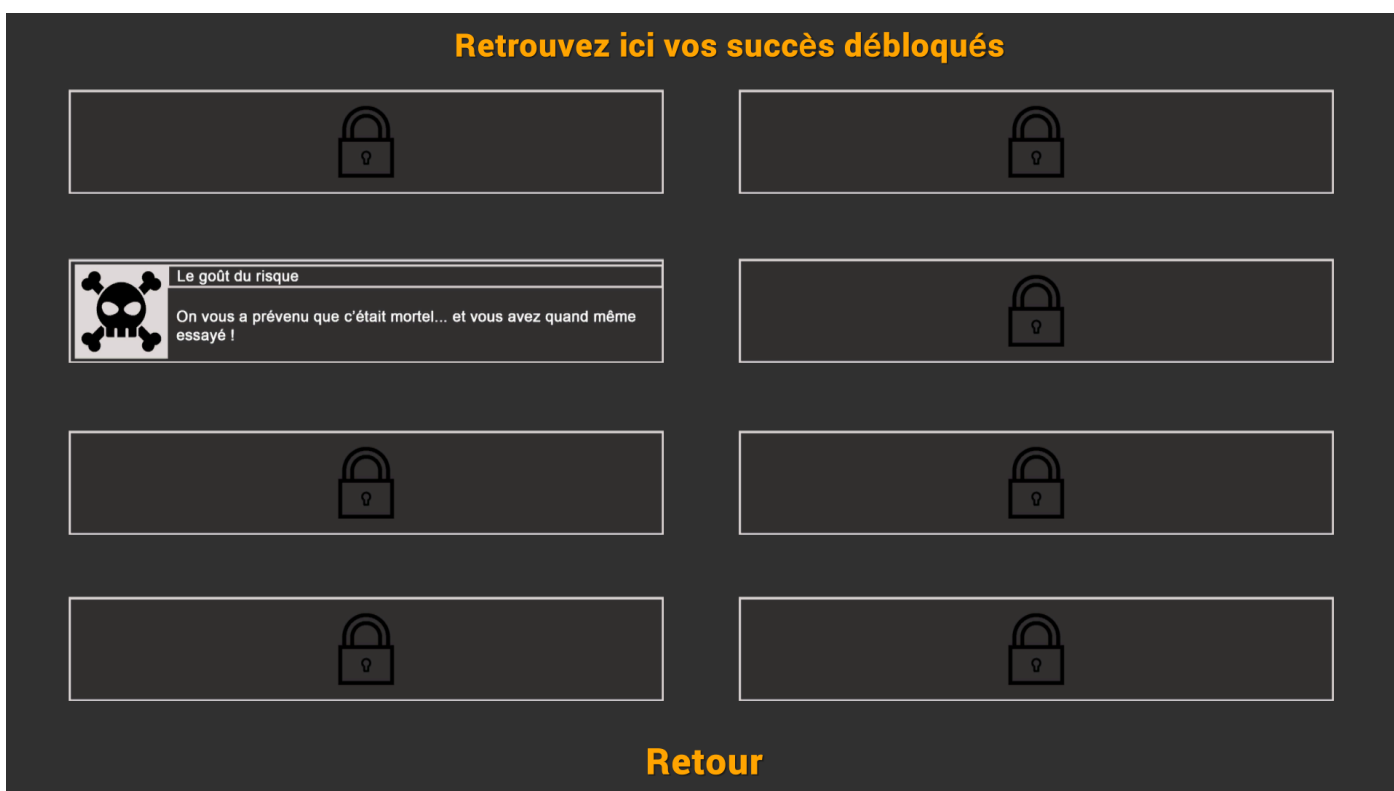 Retrouvez ici vos succès débloqués
Le goût du risque
On vous a prévenu que c'était mortel... et vous avez quand même
essayé !
Retour